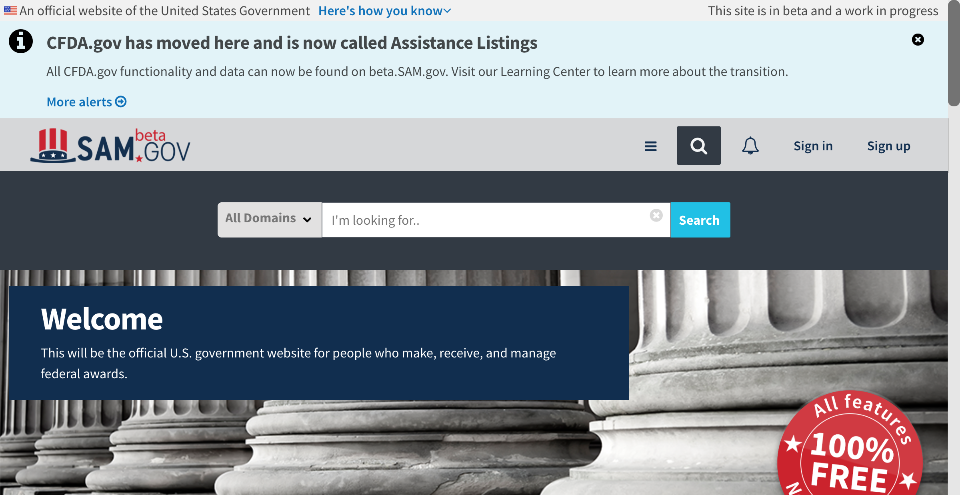 An official website of the United States Government Here's how you know
This site is in beta and a work in progress
CFDA.gov has moved here and is now called Assistance Listings
All CFDA.gov functionality and data can now be found on beta.SAM.gov. Visit our Learning Center to learn more about the transition.
More alerts
beta
SAM.GOV
Sign in
Sign up
All Domains
I'm looking for..
Search
Welcome
This will be the official U.S. government website for people who make, receive, and manage
federal awards.
All features
100%
FREE